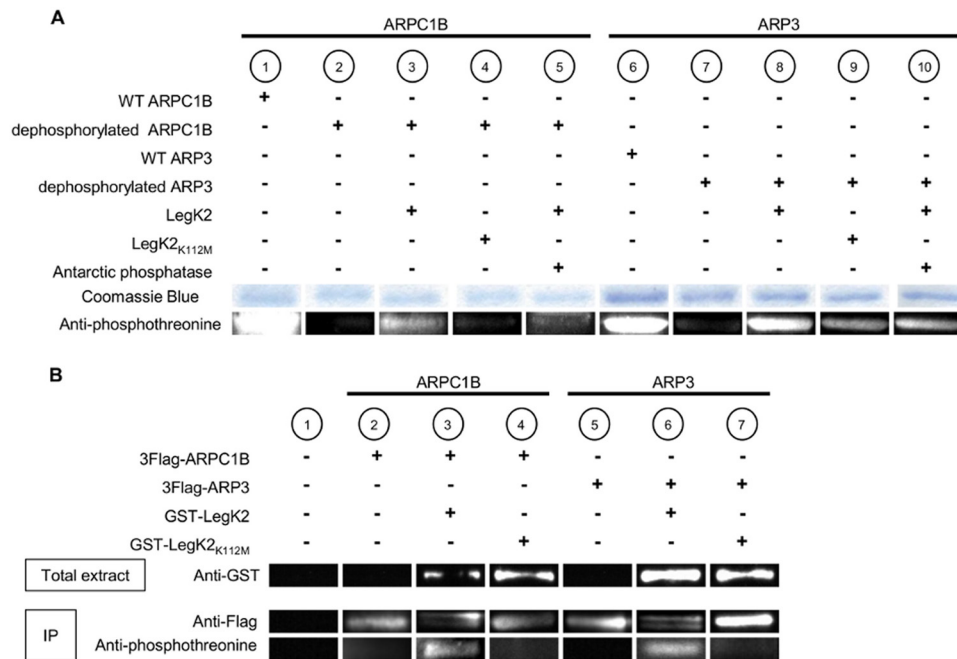 A
ARPC1B ARP3
1 2 3 4 5 6 7 8 9 10
WT ARPC1B + - - - - - - - - -
dephosphorylated ARPC1B - + + + + - - - - -
WT ARP3 - - - - - + - - - -
dephosphorylated ARP3 - - - - - - + + + +
LegK2 - - + - + - - + - +
LegK2K112M - - - + - - - - + -
Antarctic phosphatase - - - - + - - - - +
Coomassie Blue
Anti-phosphothreonine
B
ARPC1B ARP3
1 2 3 4 5 6 7
3Flag-ARPC1B - + + + - - -
3Flag-ARP3 - - - - + + +
GST-LegK2 - - + - - + -
GST-LegK2K112M - - - + - - +
Total extract Anti-GST
IP Anti-Flag
Anti-phosphothreonine